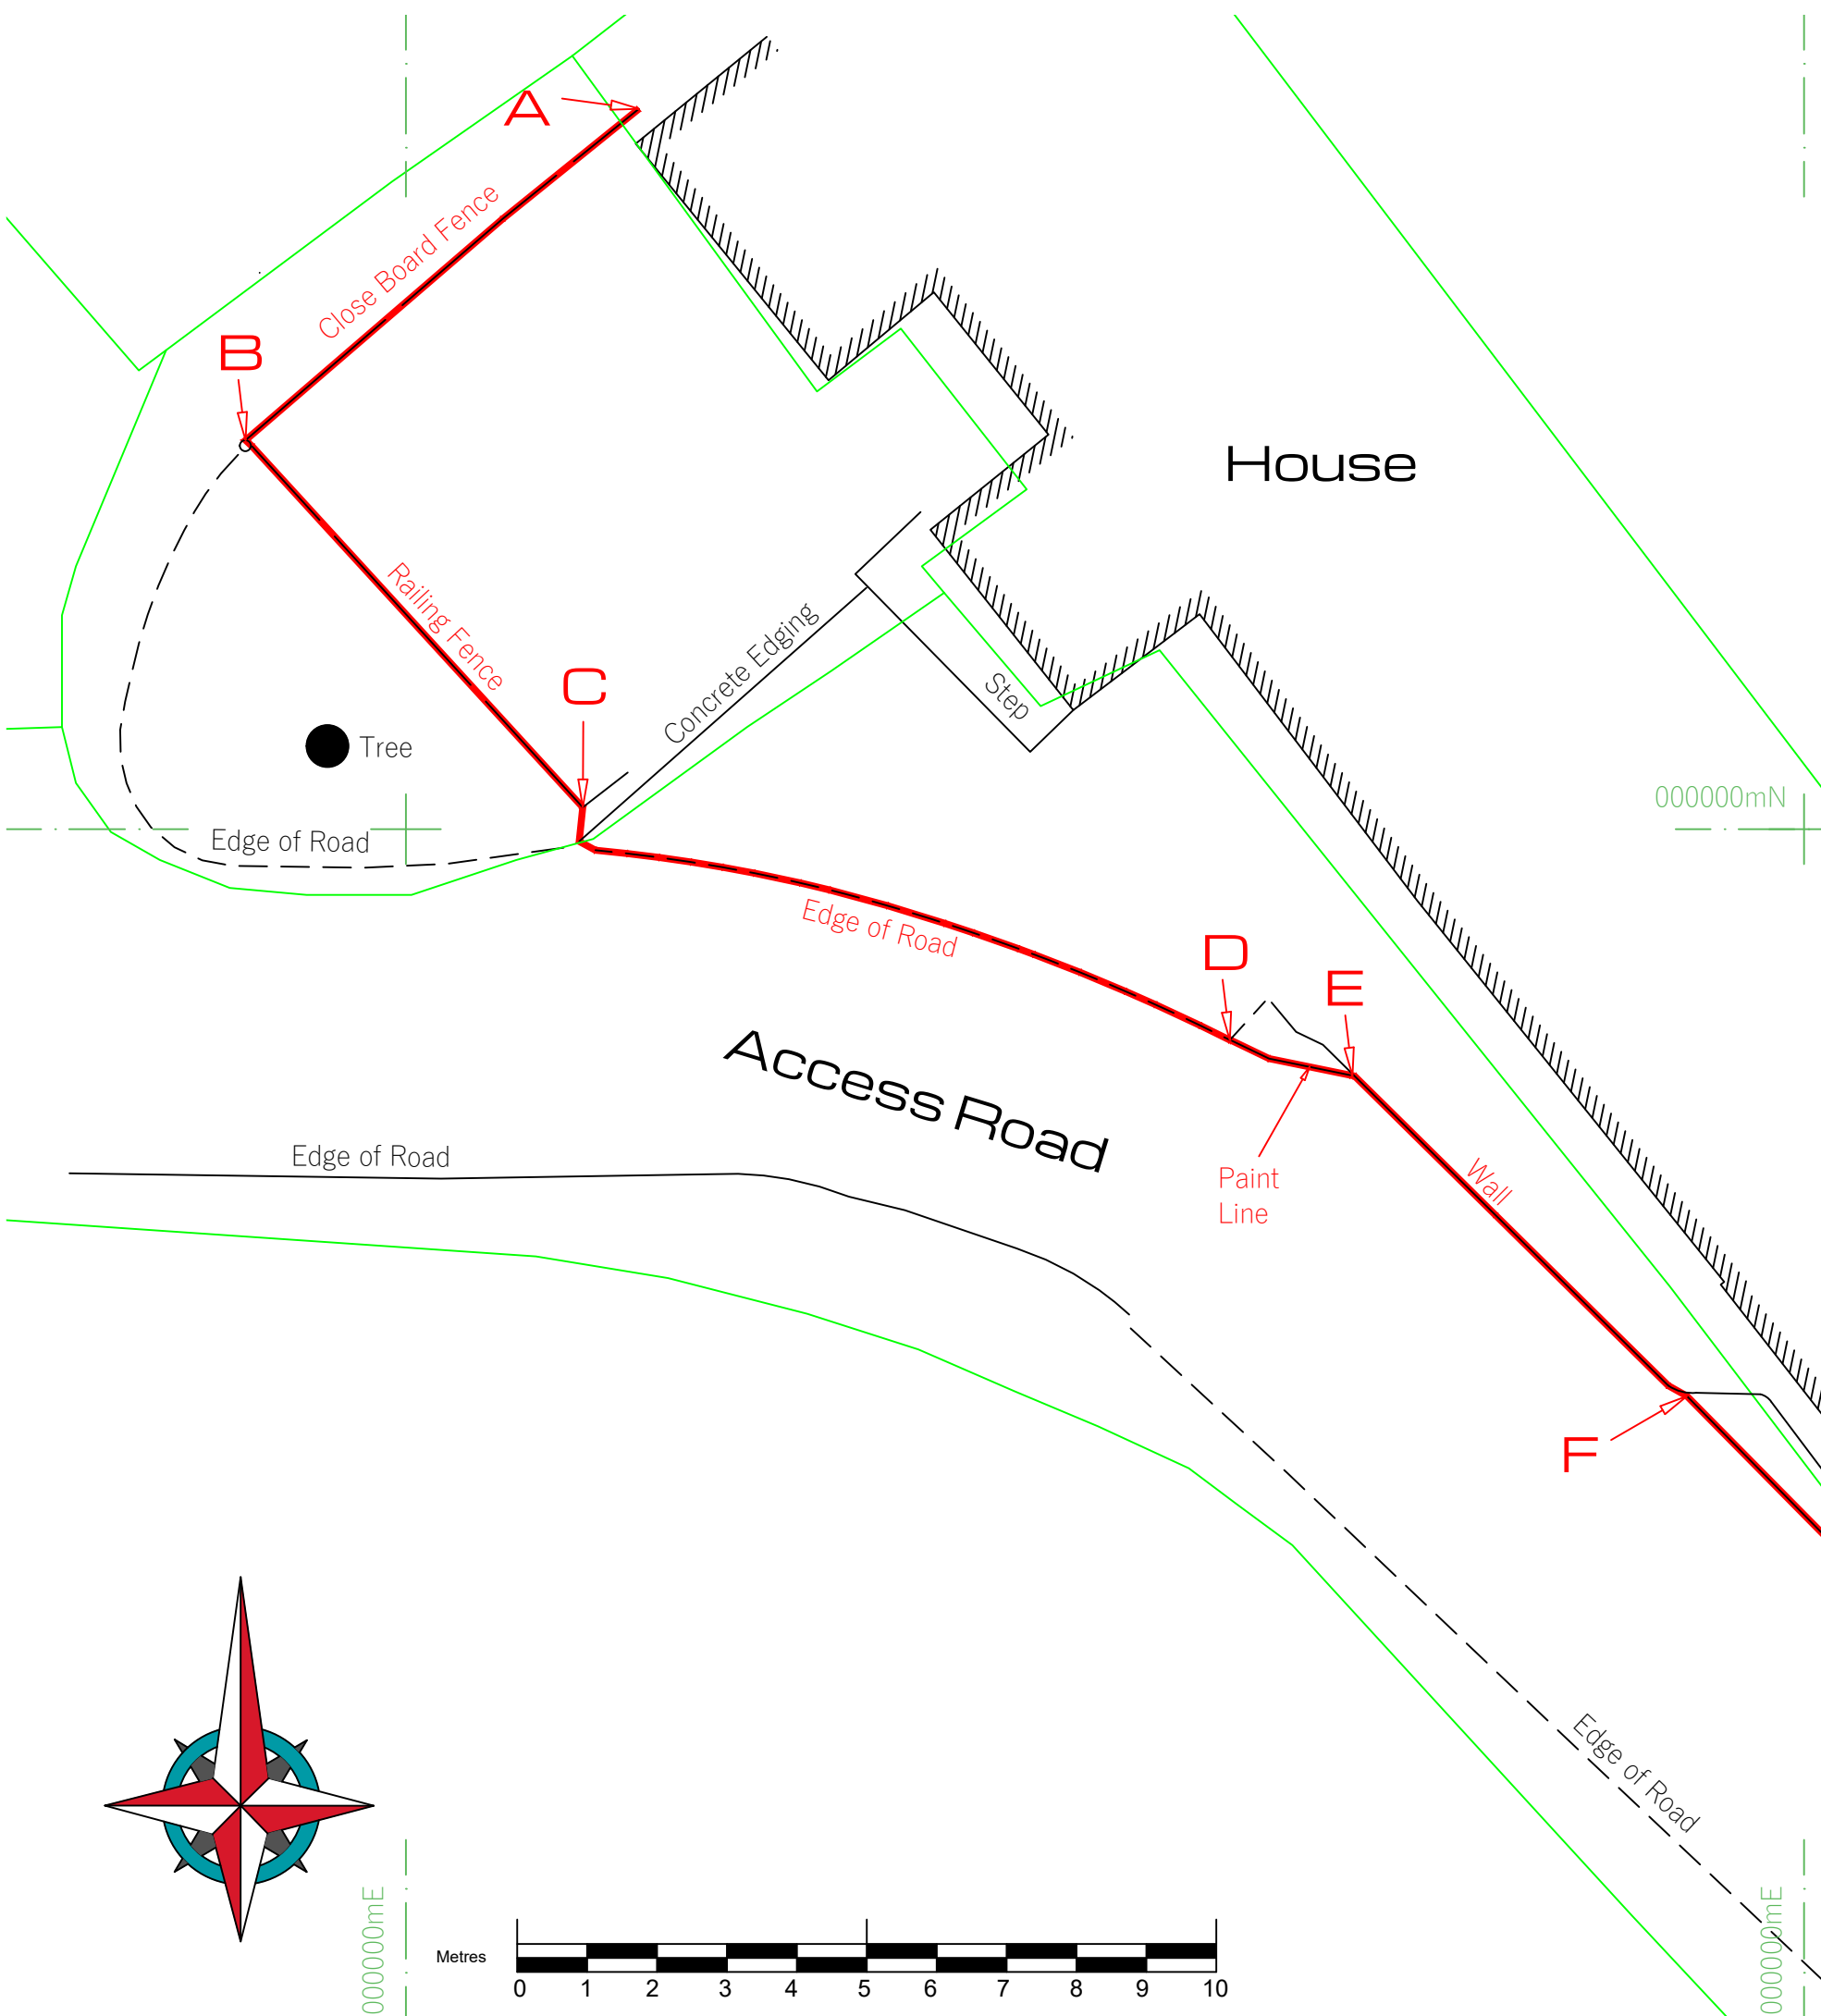 A
Close Board Fence
B
House
Railing Fence
Concrete Edging
C
Step
Tree
000000mN
Edge of Road
Edge of Road
D
E
Access Road
Edge of Road
Paint
Line
Wall
F
Edge of Road
000000mE
000000mE
Metres
0 1 2 3 4 5 6 7 8 9 10